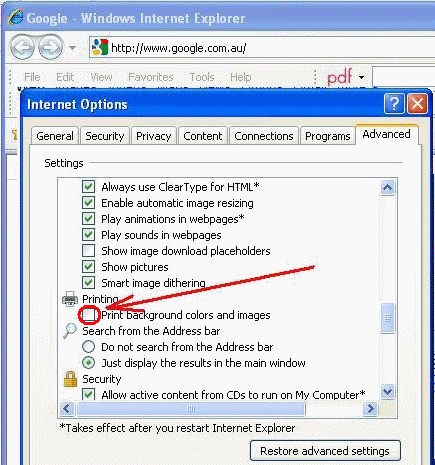 Google - Windows Internet Explorer
http://www.google.com.au/
File Edit View Favorites Tools Help
pdf
Internet Options
General Security Privacy Content Connections Programs Advanced
Settings
Always use ClearType for HTML*
Enable automatic image resizing
Play animations in webpages*
Play sounds in webpages
Show image download placeholders
Show pictures
Smart image dithering
Printing
Print background colors and images
Search from the Address bar
Do not search from the Address bar
Just display the results in the main window
Security
Allow active content from CDs to run on My Computer*
*Takes effect after you restart Internet Explorer
Restore advanced settings